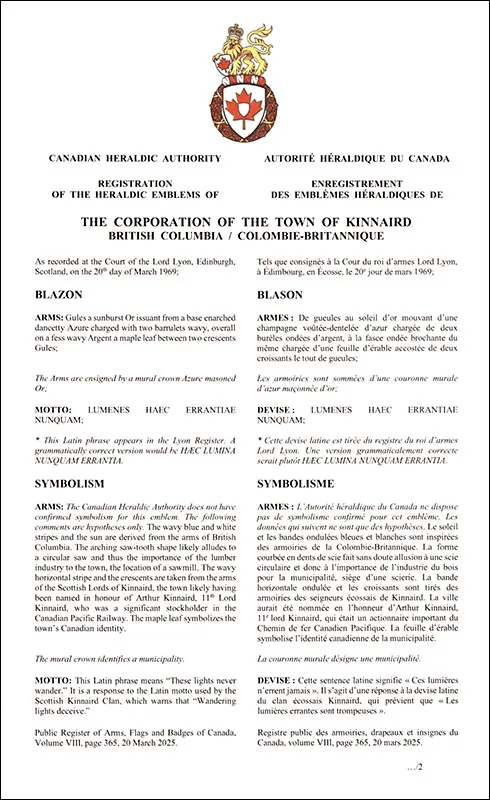 CANADIAN HERALDIC AUTHORITY
AUTORITÉ HÉRALDIQUE DU CANADA
REGISTRATION
OF THE HERALDIC EMBLEMS OF
ENREGISTREMENT
DES EMBLÈMES HÉRALDIQUES DE
THE CORPORATION OF THE TOWN OF KINNAIRD
BRITISH COLUMBIA / COLOMBIE-BRITANNIQUE
As recorded at the Court of the Lord Lyon, Edinburgh,
Scotland, on the 20th day of March 1969;
BLAZON
ARMS: Gules a sunburst Or issuant from a base enarched
dancetty Azure charged with two barrulets wavy, overall
on a fess wavy Argent a maple leaf between two crescents
Gules;
The Arms are ensigned by a mural crown Azure masoned
Or;
MOTTO: LUMENES HAEC ERRANTIAE
NUNQUAM;
* This Latin phrase appears in the Lyon Register. A
grammatically correct version would be HÆC LUMINA
NUNQUAM ERRANTIA.
SYMBOLISM
ARMS: The Canadian Heraldic Authority does not have
confirmed symbolism for this emblem. The following
comments are hypotheses only. The wavy blue and white
stripes and the sun are derived from the arms of British
Columbia. The arching saw-tooth shape likely alludes to
a circular saw and thus the importance of the lumber
industry to the town, the location of a sawmill. The wavy
horizontal stripe and the crescents are taken from the arms
of the Scottish Lords of Kinnaird, the town likely having
been named in honour of Arthur Kinnaird, 11th Lord
Kinnaird, who was a significant stockholder in the
Canadian Pacific Railway. The maple leaf symbolizes the
town's Canadian identity.
The mural crown identifies a municipality.
MOTTO: This Latin phrase means "These lights never
wander." It is a response to the Latin motto used by the
Scottish Kinnaird Clan, which warns that "Wandering
lights deceive."
Public Register of Arms, Flags and Badges of Canada,
Volume VIII, page 365, 20 March 2025.
Tels que consignés à la Cour du roi d'armes Lord Lyon,
à Édimbourg, en Écosse, le 20e jour de mars 1969;
BLASON
ARMES : De gueules au soleil d'or mouvant d'une
champagne voûtée-dentelée d'azur chargée de deux
burèles ondées d'argent, à la fasce ondée brochante du
même chargée d'une feuille d'érable accostée de deux
croissants le tout de gueules;
Les armoiries sont sommées d'une couronne murale
d'azur maçonnée d'or;
DEVISE : LUMENES HAEC ERRANTIAE
NUNQUAM;
* Cette devise latine est tirée du registre du roi d'armes
Lord Lyon. Une version grammaticalement correcte
serait plutôt HÆC LUMINA NUNQUAM ERRANTIA.
SYMBOLISME
ARMES : L'Autorité héraldique du Canada ne dispose
pas de symbolisme confirmé pour cet emblème. Les
données qui suivent ne sont que des hypothèses. Le soleil
et les bandes ondulées bleues et blanches sont inspirées
des armoiries de la Colombie-Britannique. La forme
courbée en dents de scie fait sans doute allusion à une scie
circulaire et donc à l'importance de l'industrie du bois
pour la municipalité, siège d'une scierie. La bande
horizontale ondulée et les croissants sont tirés des
armoiries des seigneurs écossais de Kinnaird. La ville
aurait été nommée en l'honneur d'Arthur Kinnaird,
11e lord Kinnaird, qui était un actionnaire important du
Chemin de fer Canadien Pacifique. La feuille d'érable
symbolise l'identité canadienne de la municipalité.
La couronne murale désigne une municipalité.
DEVISE : Cette sentence latine signifie « Ces lumières
n'errent jamais ». Il s'agit d'une réponse à la devise latine
du clan écossais Kinnaird, qui prévient que « Les
lumières errantes sont trompeuses ».
Registre public des armoiries, drapeaux et insignes du
Canada, volume VIII, page 365, 20 mars 2025.
…/2